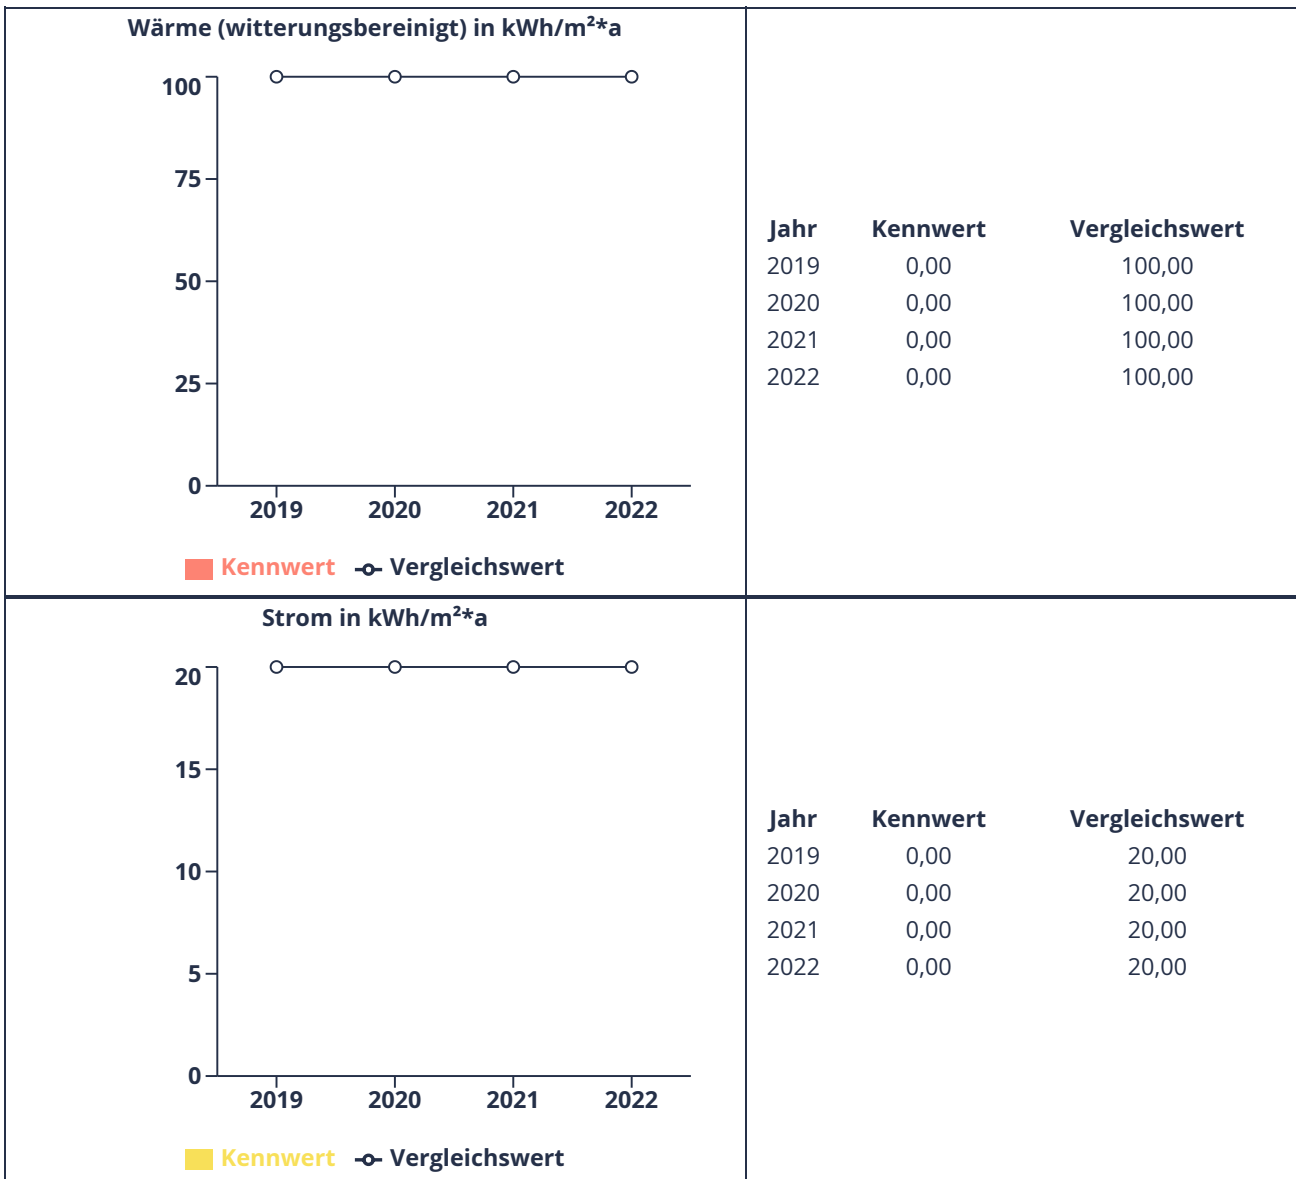 Wärme (witterungsbereinigt) in kWh/m²*a
100
75
50
25
0
2019 2020 2021 2022
Kennwert Vergleichswert
Jahr Kennwert Vergleichswert
2019 0,00 100,00
2020 0,00 100,00
2021 0,00 100,00
2022 0,00 100,00
Strom in kWh/m²*a
20
15
10
5
0
2019 2020 2021 2022
Kennwert Vergleichswert
Jahr Kennwert Vergleichswert
2019 0,00 20,00
2020 0,00 20,00
2021 0,00 20,00
2022 0,00 20,00